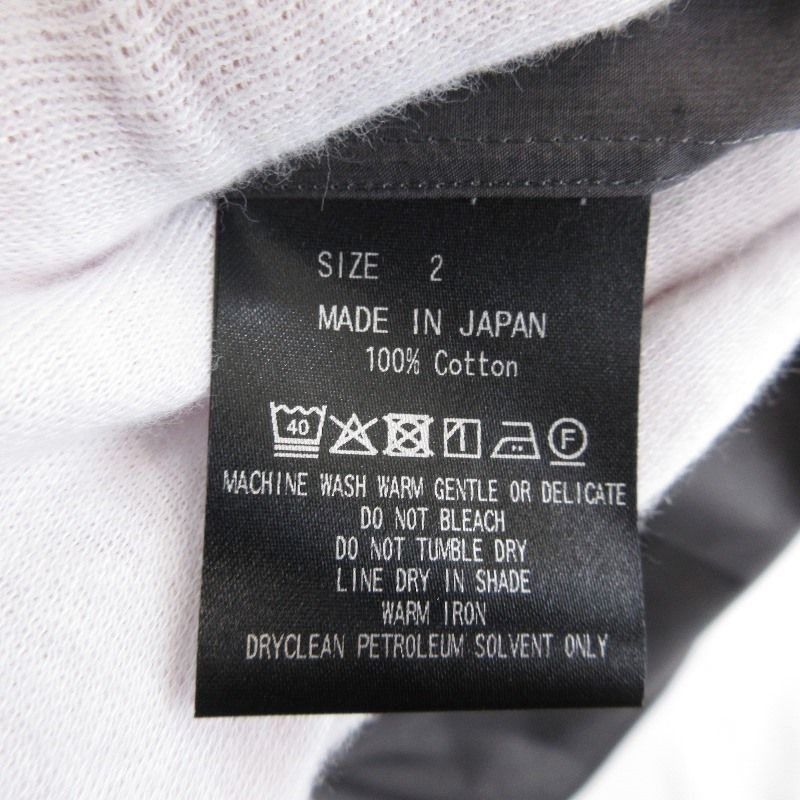 SIZE 2
MADE IN JAPAN
100% Cotton
40 F
MACHINE WASH WARM GENTLE OR DELICATE
DO NOT BLEACH
DO NOT TUMBLE DRY
LINE DRY IN SHADE
WARM IRON
DRYCLEAN PETROLEUM SOLVENT ONLY